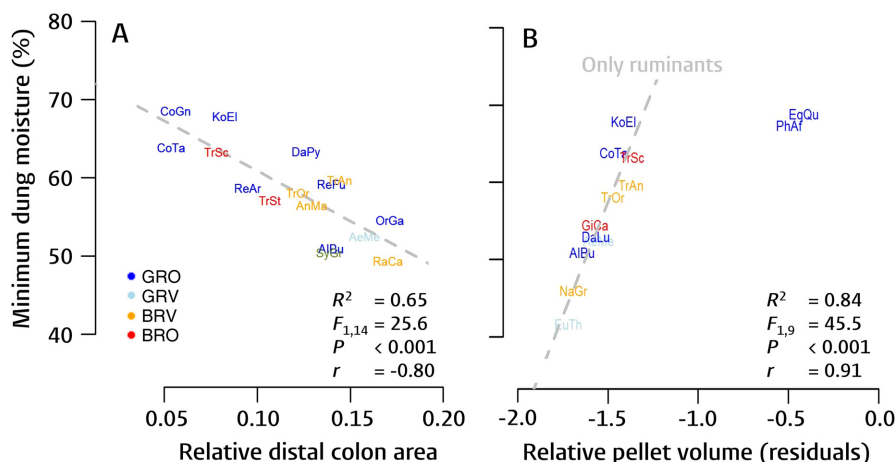 A
B
Only ruminants
Minimum dung moisture (%)
80
70
60
50
40
CoGn
KoEl
CoTa
TrSc
DaPy
ReAr
TrSt
TrOr
TrAn
AnMa
OrGa
AeMe
AlBu
RaCa
GRO
GRV
BRV
BRO
R² = 0.65
F1,14 = 25.6
P < 0.001
r = -0.80
0.05 0.10 0.15 0.20
Relative distal colon area
EqQu
PhAf
KoEl
CoTa
TrSc
TrAn
TrOr
GiCa
DaLu
AlBu
NaGr
EuTh
R² = 0.84
F1,9 = 45.5
P < 0.001
r = 0.91
-2.0 -1.5 -1.0 -0.5 0.0
Relative pellet volume (residuals)